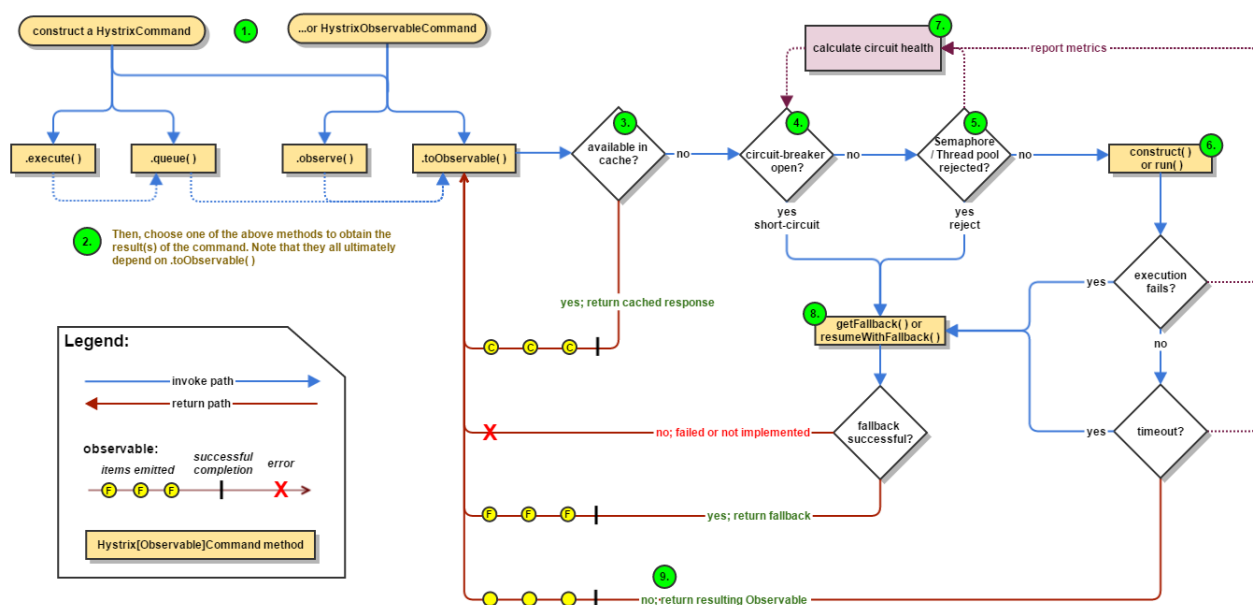 construct a HystrixCommand
1.
...or HystrixObservableCommand
7.
calculate circuit health
report metrics
.execute( )
.queue( )
.observe( )
.toObservable( )
3.
available in
cache?
no
4.
circuit-breaker
open?
no
5.
Semaphore
/ Thread pool
rejected?
no
6.
construct( )
or run( )
yes
short-circuit
yes
reject
2.
Then, choose one of the above methods to obtain the
result(s) of the command. Note that they all ultimately
depend on .toObservable( )
yes
execution
fails?
yes; return cached response
C C C
8.
getFallback( ) or
resumeWithFallback( )
no
Legend:
invoke path
return path
observable:
items emitted
successful
completion
error
F F F
X
Hystrix[Observable]Command method
X
no; failed or not implemented
fallback
successful?
yes
timeout?
F F F
yes; return fallback
9.
no; return resulting Observable